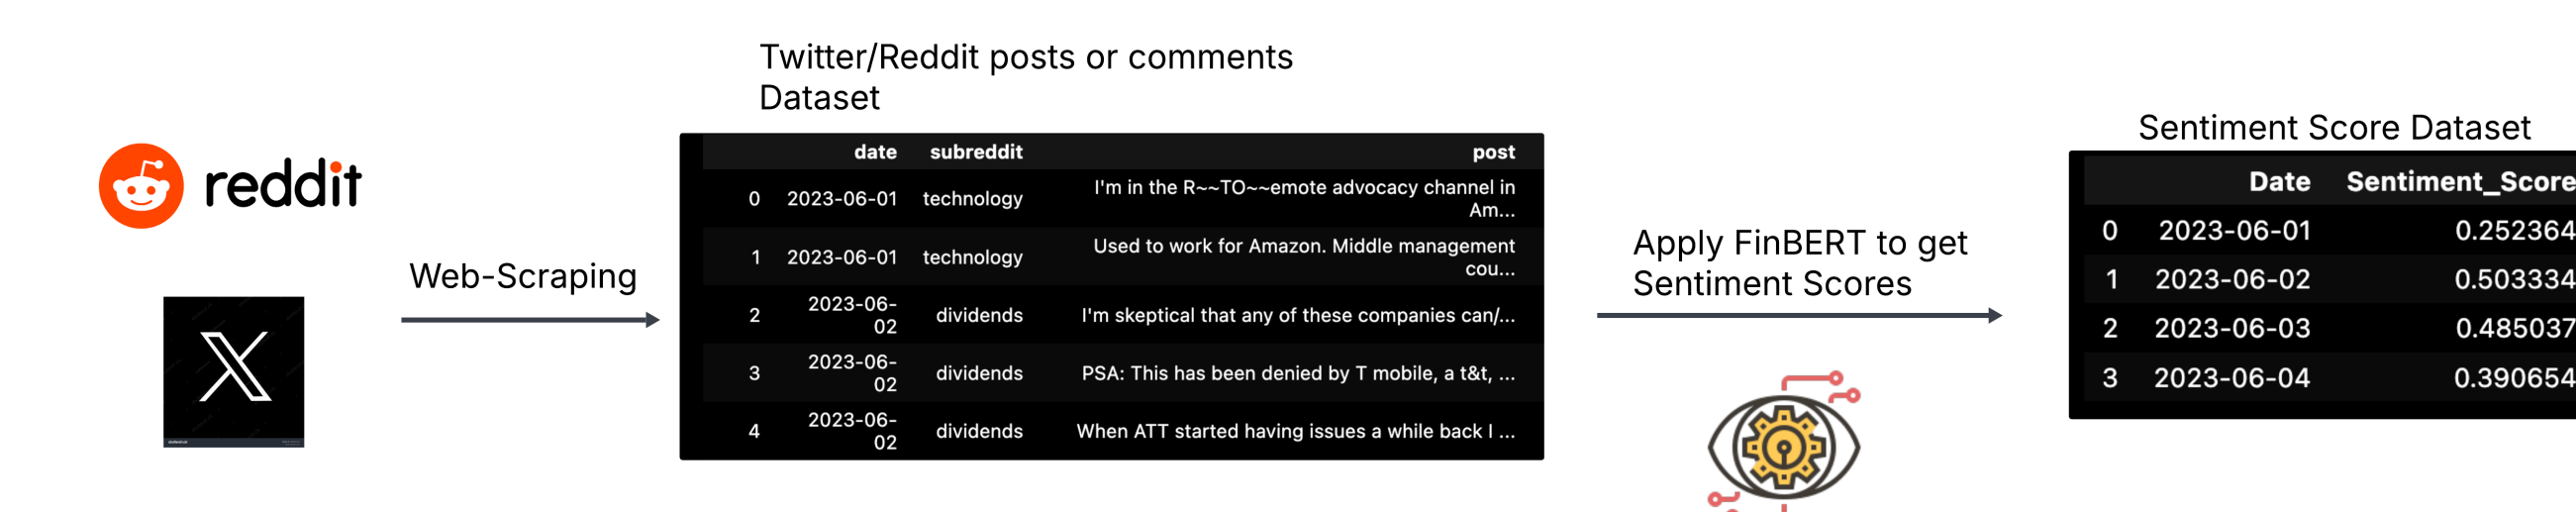 reddit
Web-Scraping
Twitter/Reddit posts or comments
Dataset
date subreddit post
0 2023-06-01 technology I'm in the R~~TO~~emote advocacy channel in
Am...
1 2023-06-01 technology Used to work for Amazon. Middle management
cou...
2 2023-06-
02 dividends I'm skeptical that any of these companies can/...
3 2023-06-
02 dividends PSA: This has been denied by T mobile, a t&t, ...
4 2023-06-
02 dividends When ATT started having issues a while back I ...
Apply FinBERT to get
Sentiment Scores
Sentiment Score Dataset
Date Sentiment_Score
0 2023-06-01 0.252364
1 2023-06-02 0.503334
2 2023-06-03 0.485037
3 2023-06-04 0.390654